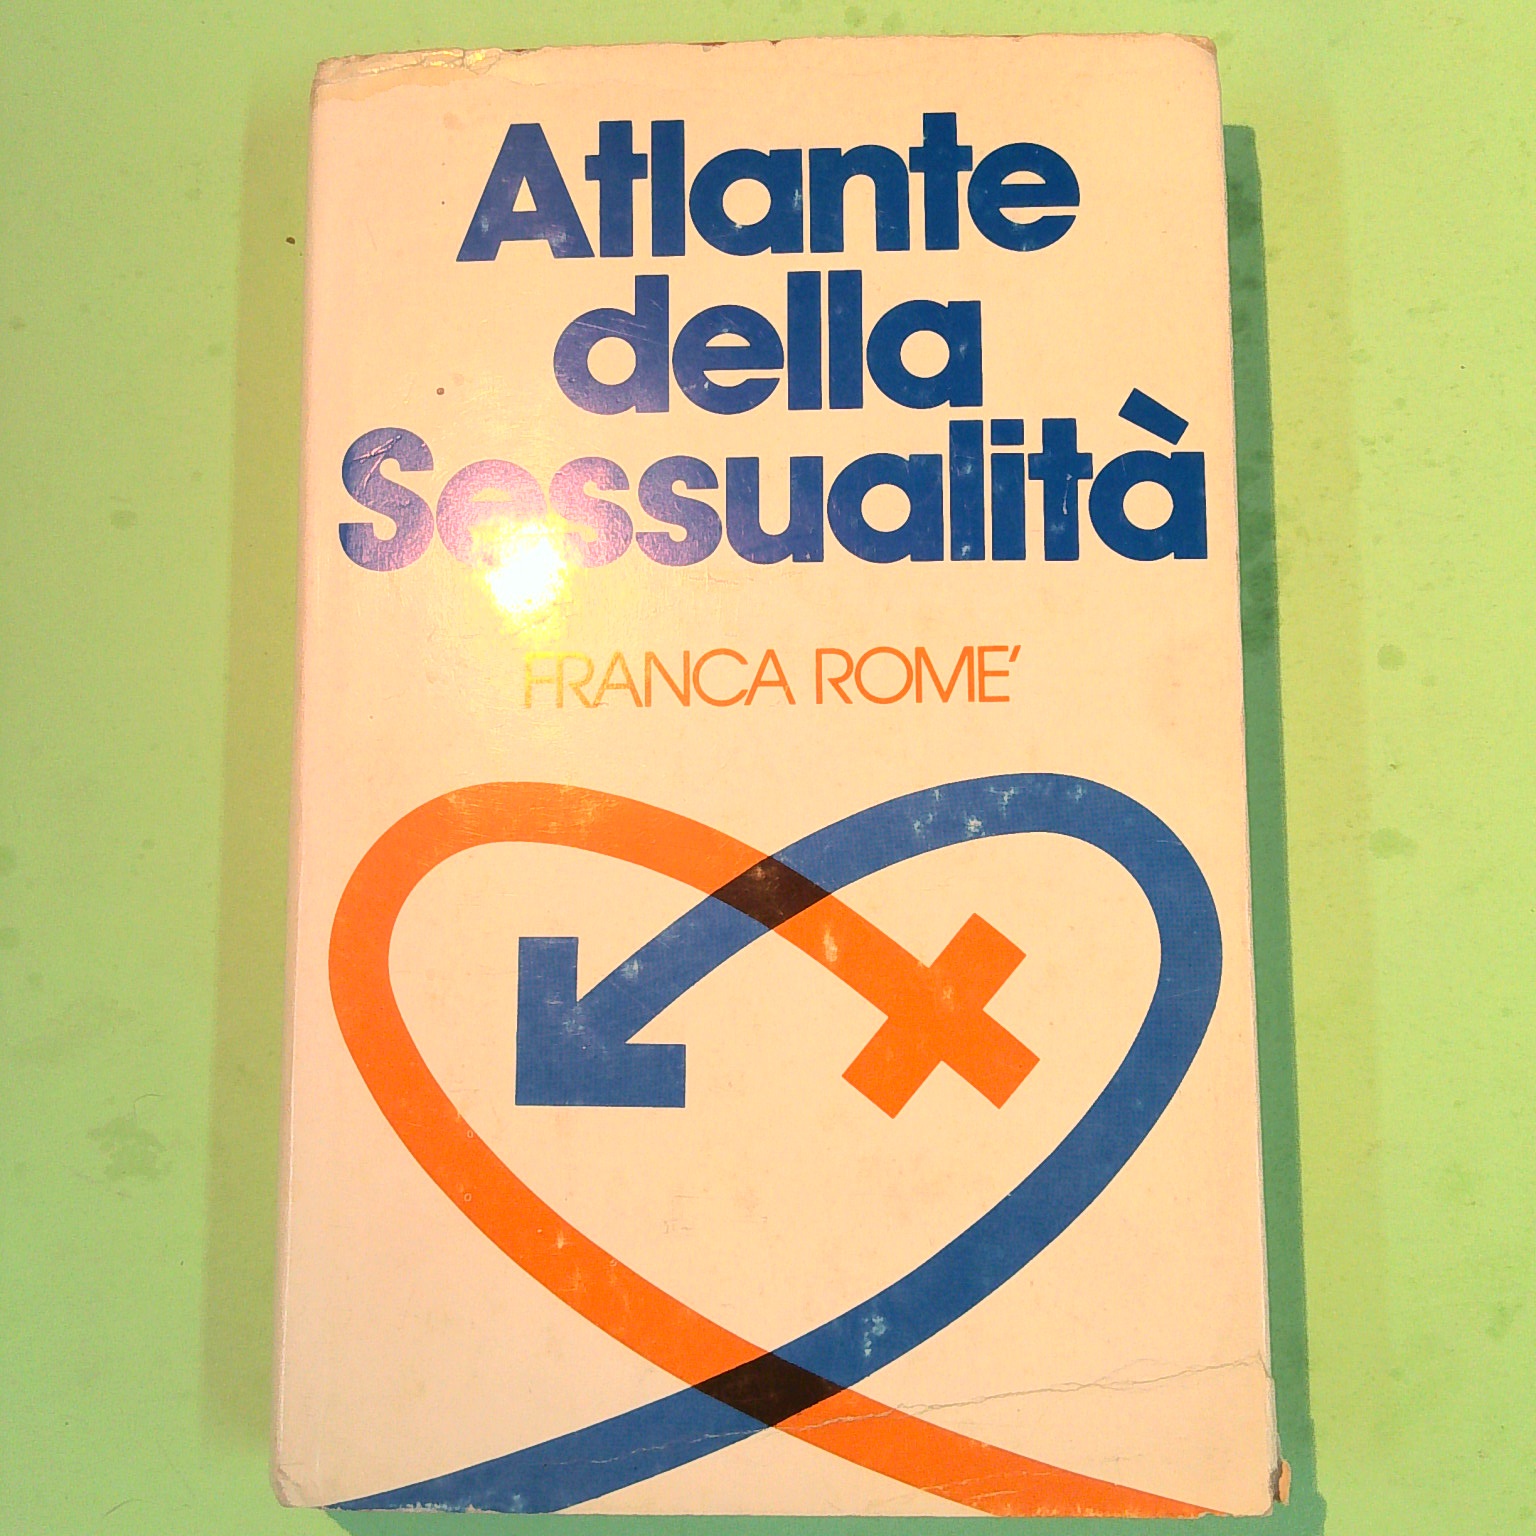 Atlante
della
Sessualità
FRANCA ROME'